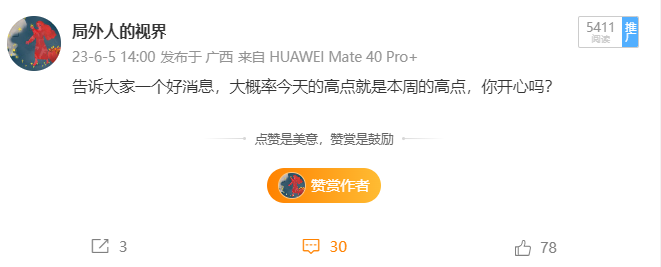 局外人的视界
5411
阅读
推广
23-6-5 14:00 发布于 广西 来自 HUAWEI Mate 40 Pro+
告诉大家一个好消息，大概率今天的高点就是本周的高点，你开心吗？
点赞是美意，赞赏是鼓励
赞赏作者
3
30
78